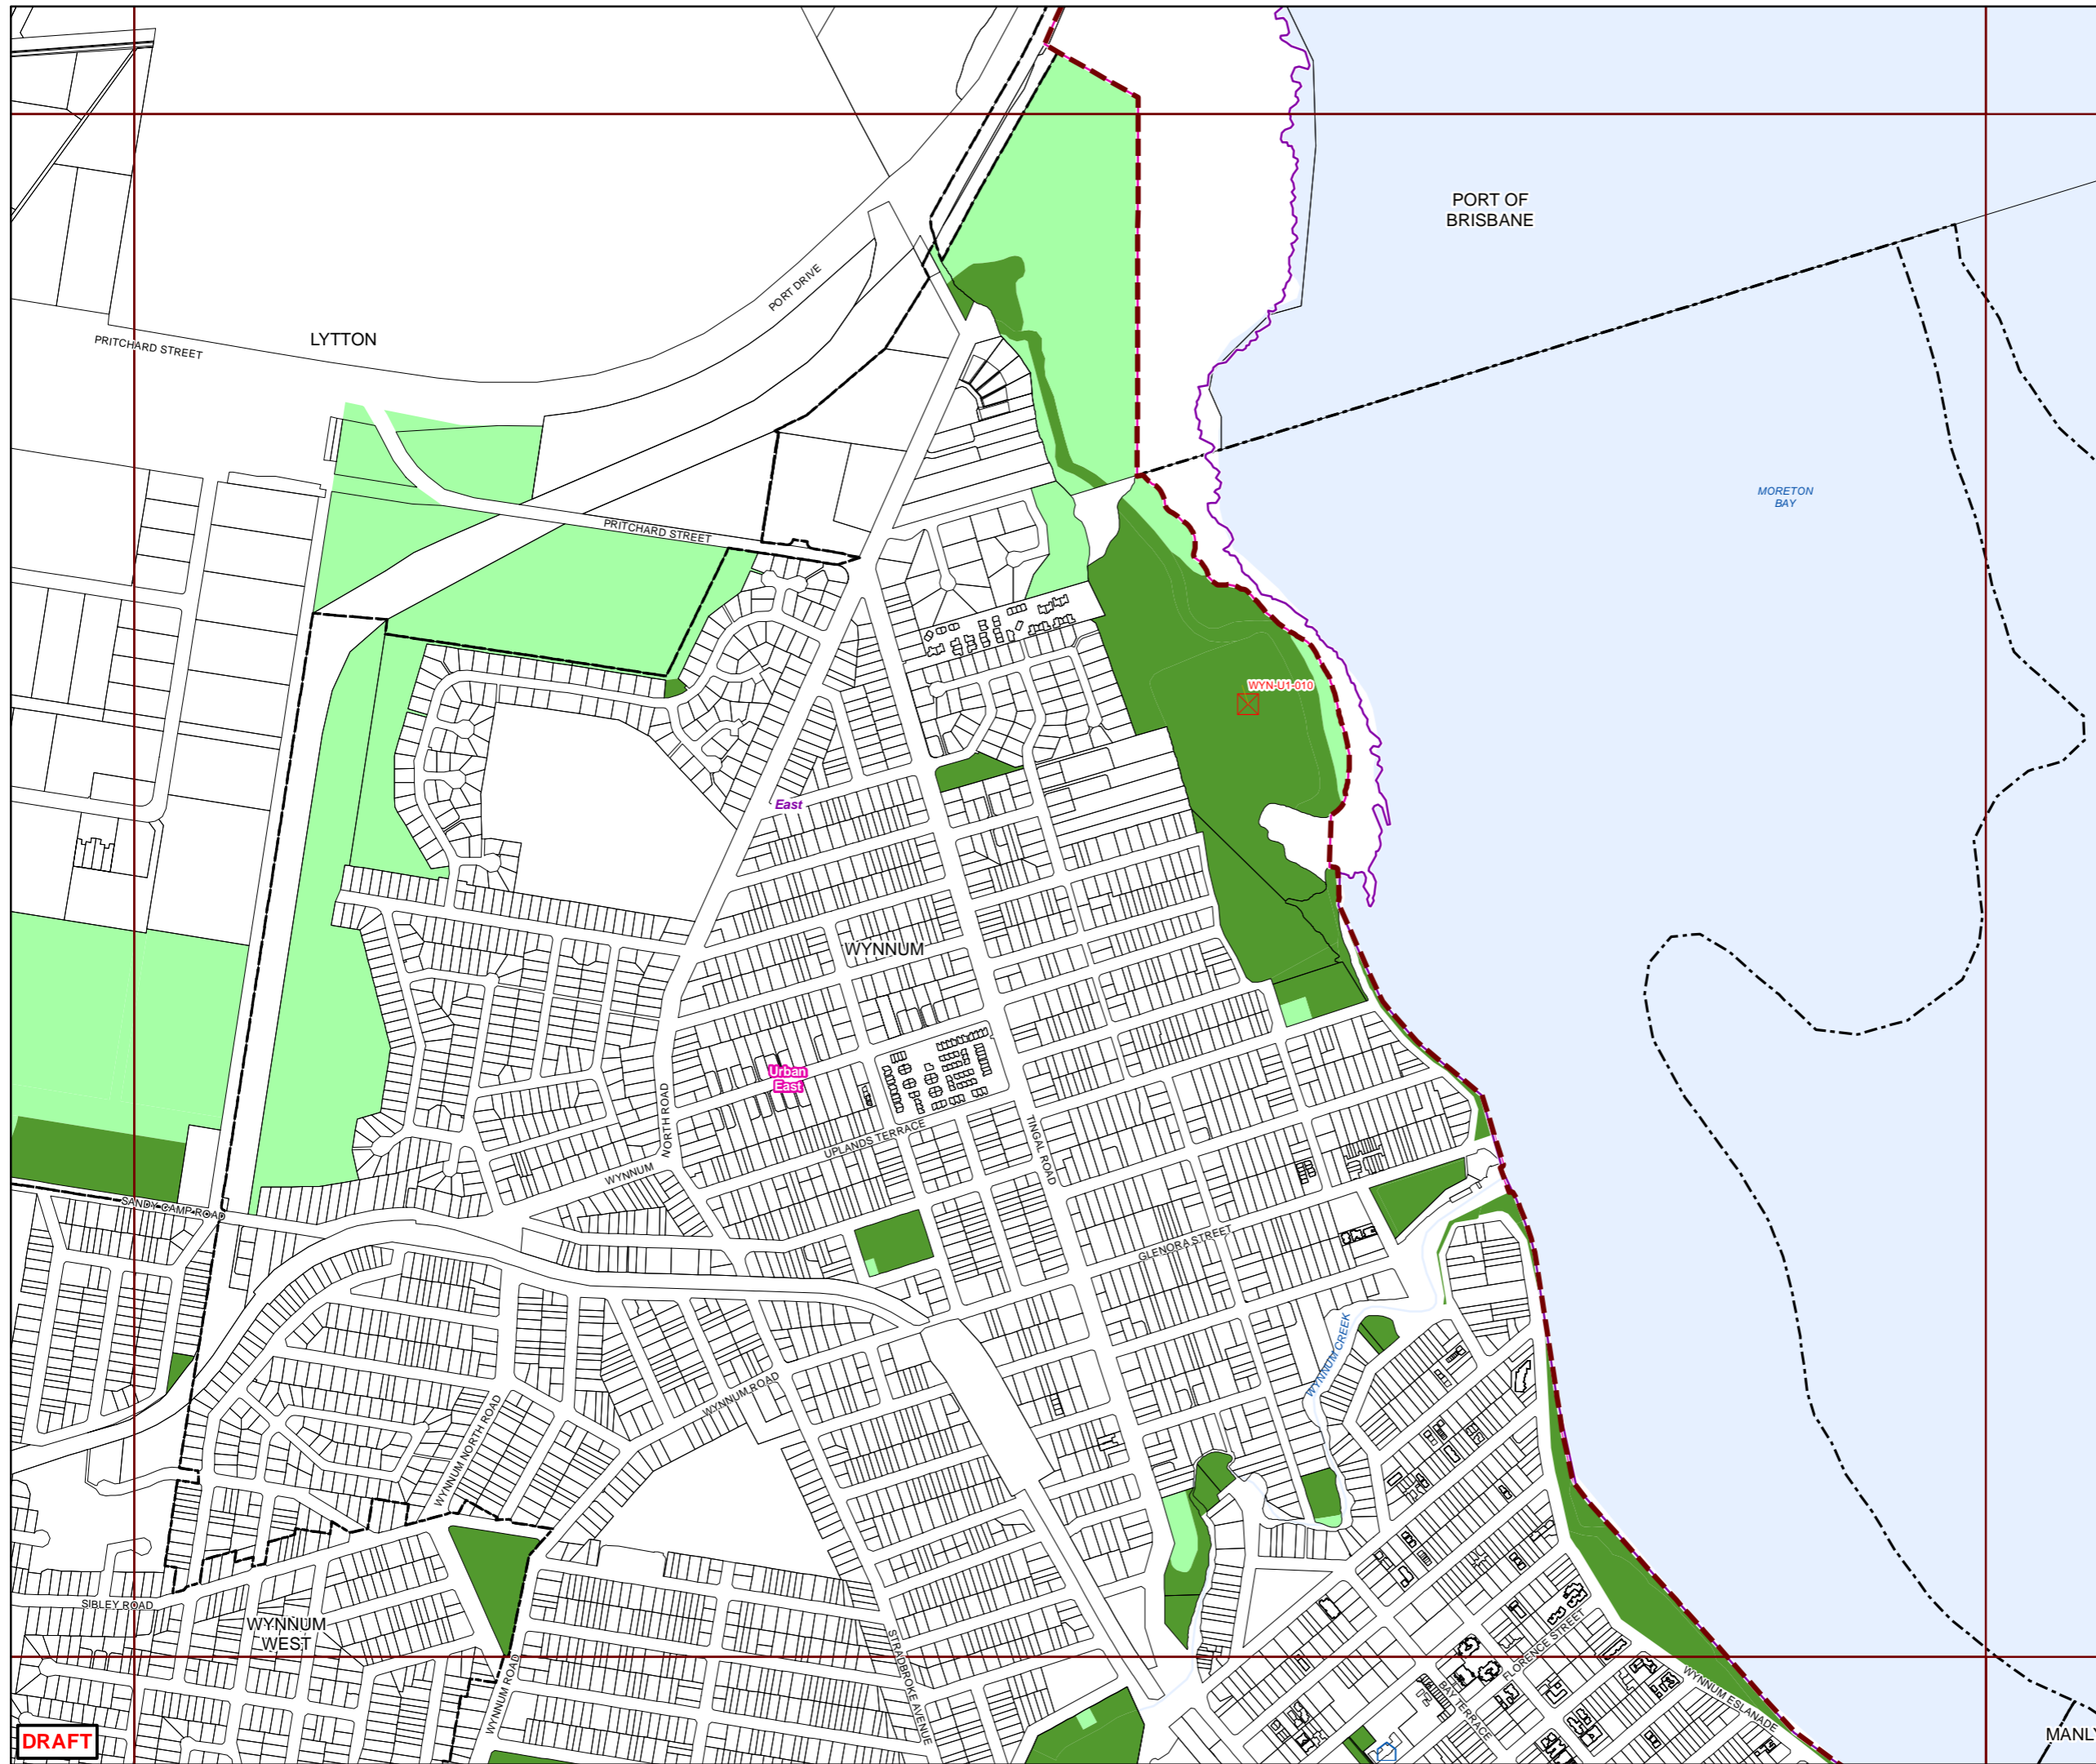 PORT OF
BRISBANE
PORT DRIVE
LYTTON
PRITCHARD STREET
MORETON
BAY
PRITCHARD STREET
WYN-U1-010
East
WYNNUM
Urban
East
NORTH ROAD
UPLANDS TERRACE
TINGAL ROAD
WYNNUM
SANDY CAMP ROAD
GLENORA STREET
WYNNUM CREEK
WYNNUM ROAD
WYNNUM NORTH ROAD
SIBLEY ROAD
WYNNUM
WEST
STRADBROKE AVENUE
FLORENCE STREET
WYNNUM ROAD
BAY TERRACE
WYNNUM ESLANADE
DRAFT
MANLY